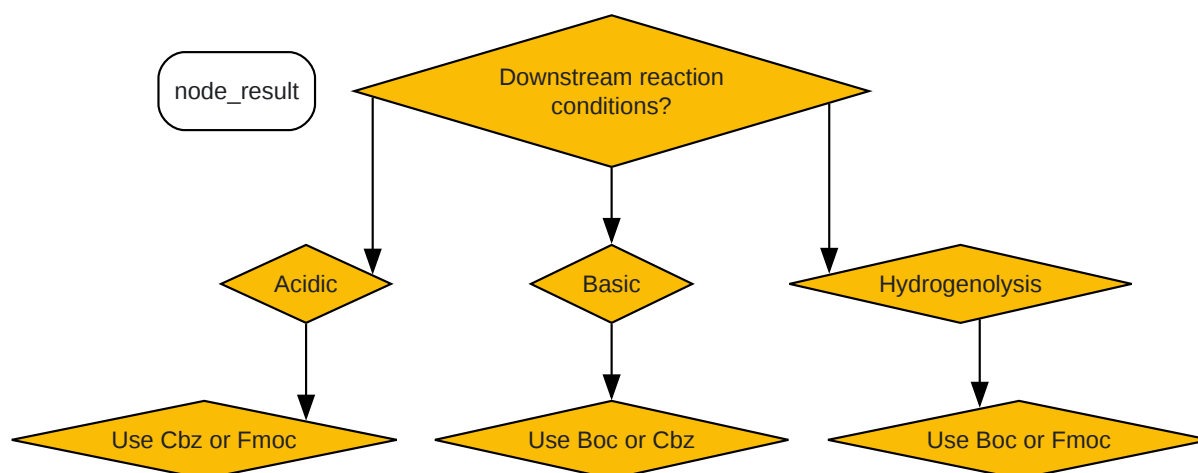 node_result
Downstream reaction
conditions?
Acidic
Basic
Hydrogenolysis
Use Cbz or Fmoc
Use Boc or Cbz
Use Boc or Fmoc